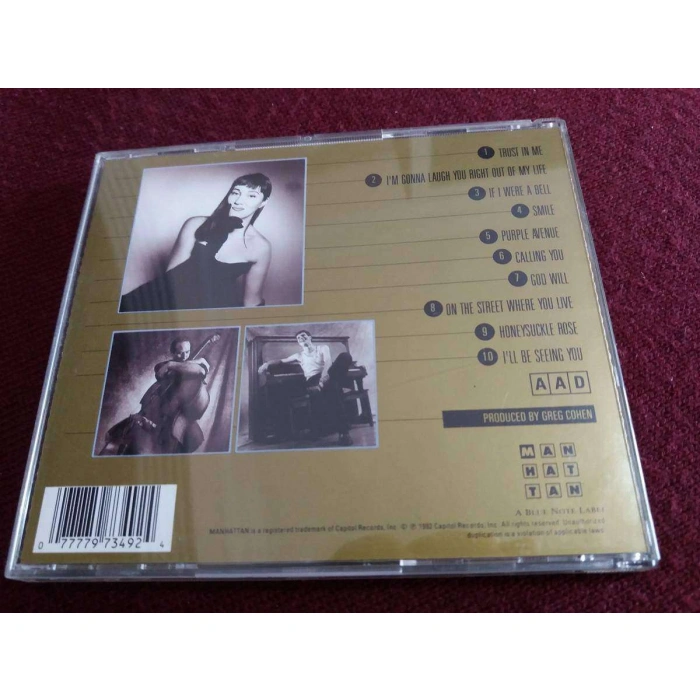 1 TRUST IN ME
2 I'M GONNA LAUGH YOU RIGHT OUT OF MY LIFE
3 IF I WERE A BELL
4 SMILE
5 PURPLE AVENUE
6 CALLING YOU
7 GOD WILL
8 ON THE STREET WHERE YOU LIVE
9 HONEYSUCKLE ROSE
10 I'LL BE SEEING YOU
AAD
PRODUCED BY GREG COHEN
MAN
HAT
TAN
A BLUE NOTE LABEL
MANHATTAN is a registered trademark of Capitol Records, Inc. © ℗ 1990 Capitol Records, Inc. All rights reserved. Unauthorized
duplication is a violation of applicable laws.
0 77779 73492 4